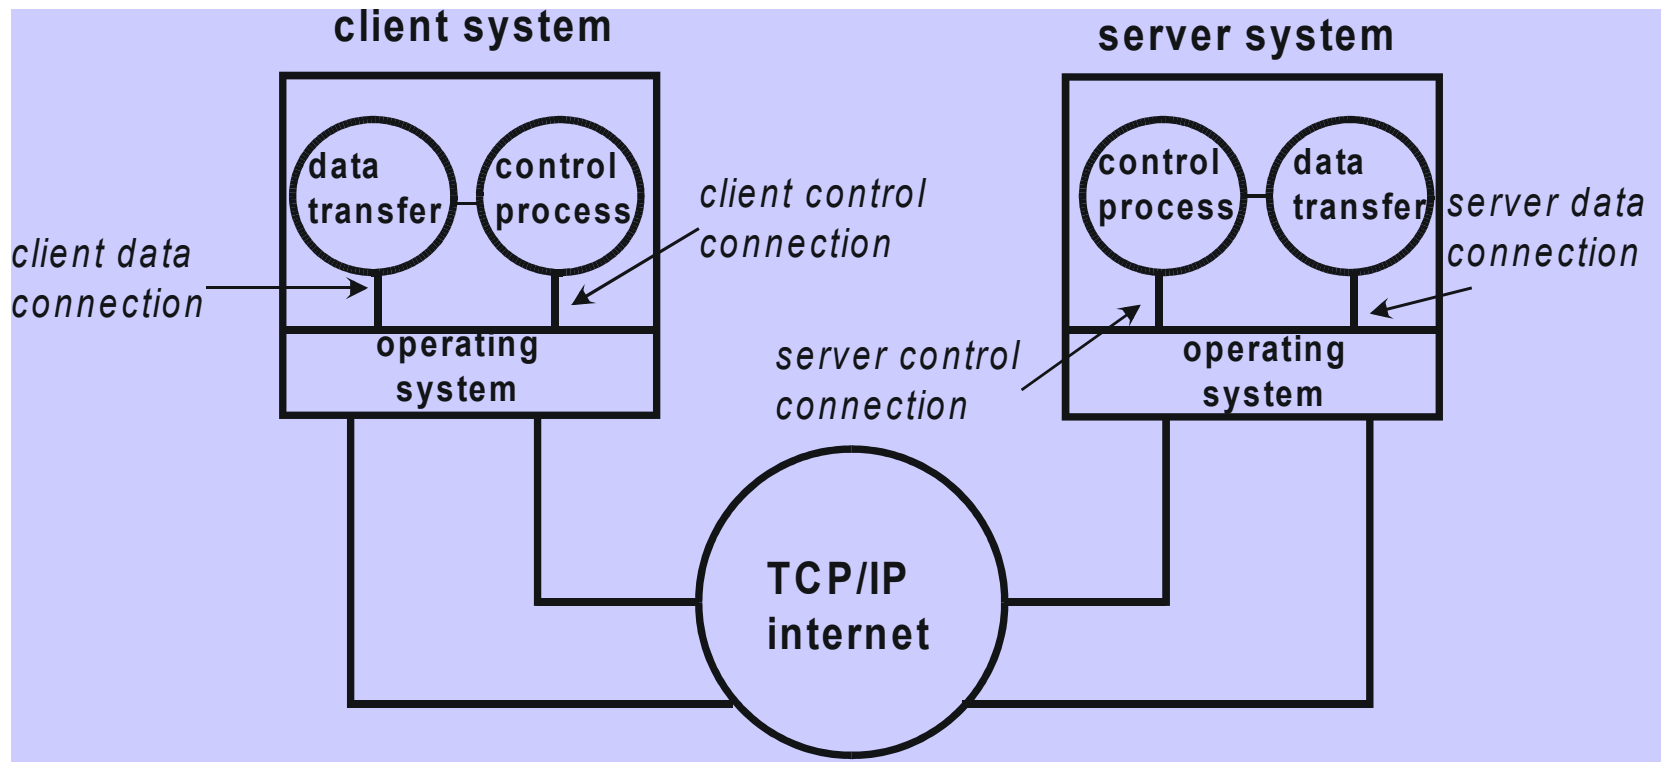 client system
server system
data
transfer
control
process
control
process
data
transfer
client control
connection
server data
connection
client data
connection
operating
system
server control
connection
operating
system
TCP/IP
internet